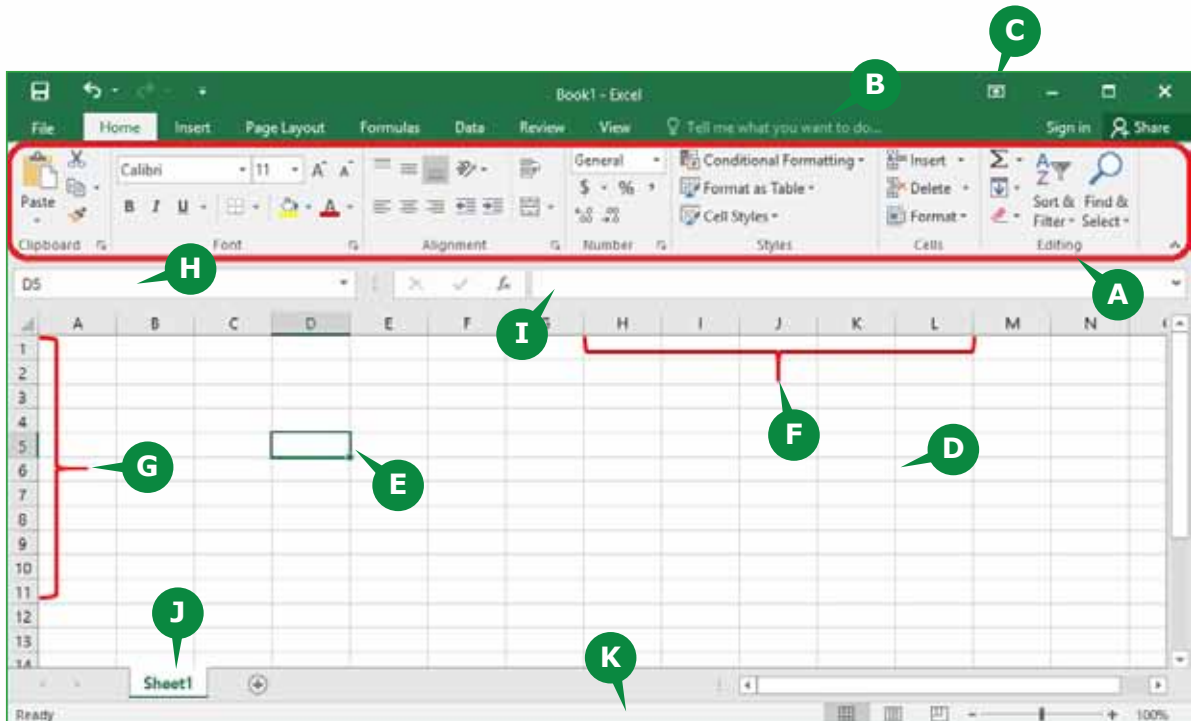 C
B
Book1 - Excel
File Home Insert Page Layout Formulas Data Review View Tell me what you want to do... Sign in Share
Paste Calibri 11 A A General Conditional Formatting Insert Σ A Z
B I U A $ % , Format as Table Delete Sort & Find &
Cell Styles Format Filter Select
Clipboard Font Alignment Number Styles Cells Editing
H
A
D5 fx
I
A B C D E F G H I J K L M N
1
2
3
4
F
5
D
6
G
E
7
8
9
10
11
J
12
13
14
K
Sheet1
Ready 100%